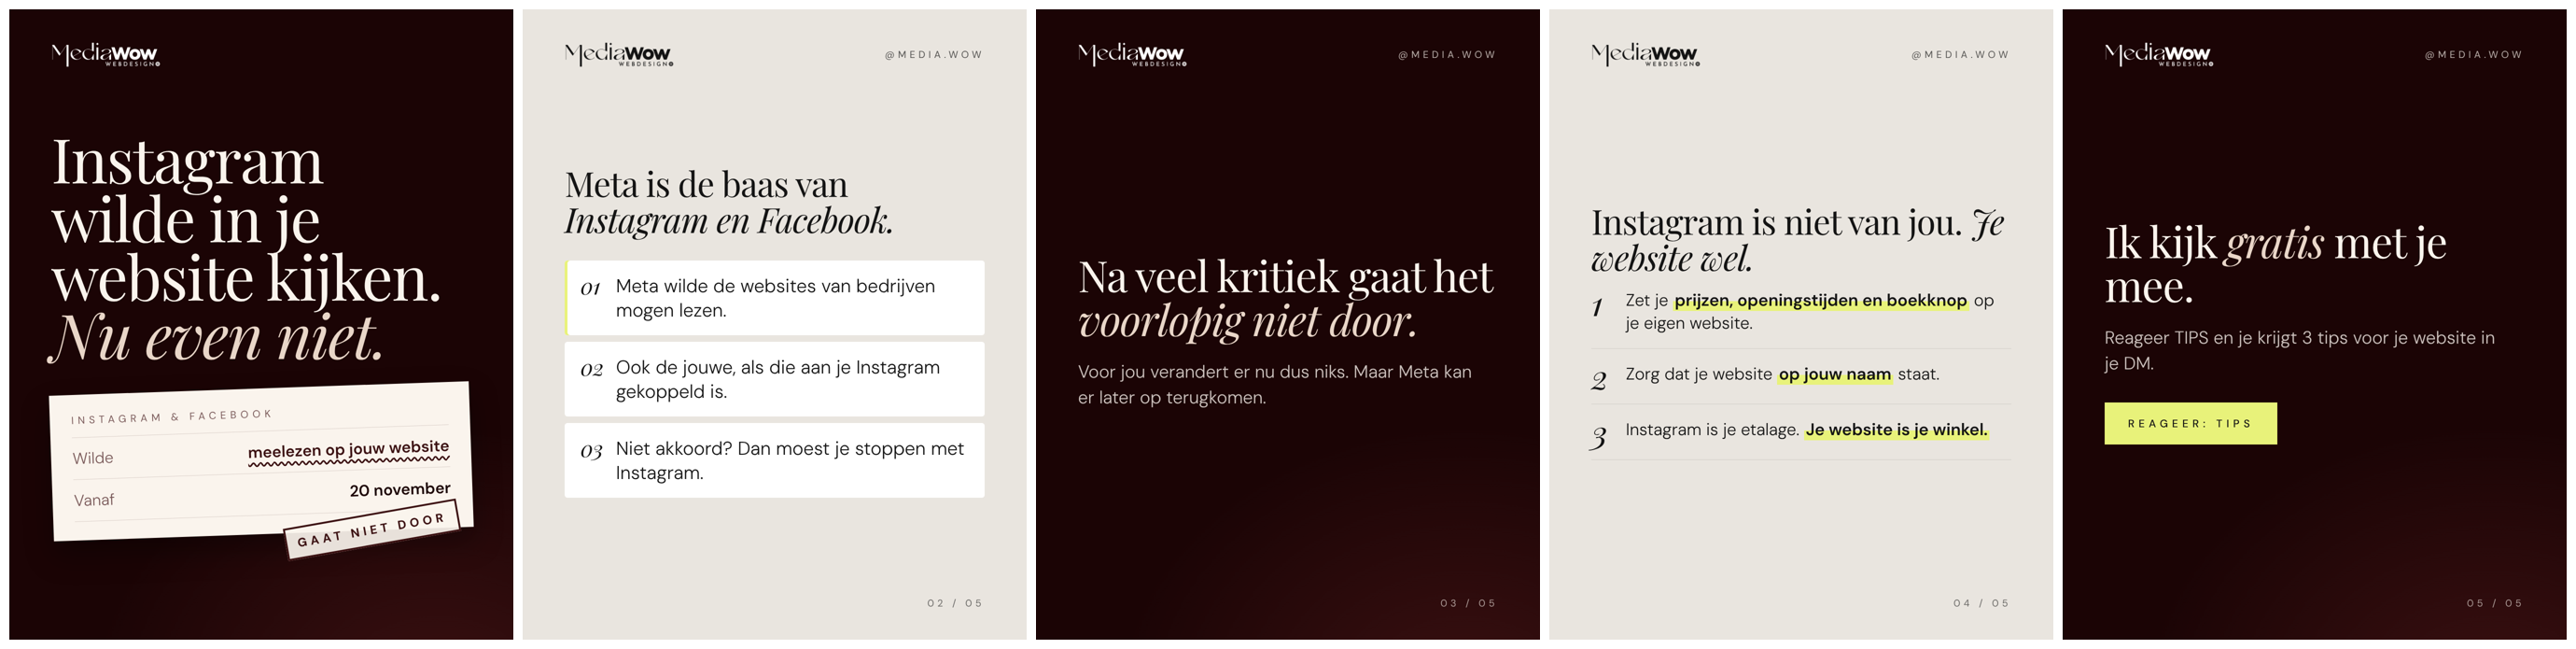 MediaWow
WEBDESIGN
Instagram
wilde in je
website kijken.
Nu even niet.
INSTAGRAM & FACEBOOK
Wilde meelezen op jouw website
Vanaf 20 november
GAAT NIET DOOR
MediaWow
WEBDESIGN
@MEDIA.WOW
Meta is de baas van
Instagram en Facebook.
01 Meta wilde de websites van bedrijven
mogen lezen.
02 Ook de jouwe, als die aan je Instagram
gekoppeld is.
03 Niet akkoord? Dan moest je stoppen met
Instagram.
02 / 05
MediaWow
WEBDESIGN
@MEDIA.WOW
Na veel kritiek gaat het
voorlopig niet door.
Voor jou verandert er nu dus niks. Maar Meta kan
er later op terugkomen.
03 / 05
MediaWow
WEBDESIGN
@MEDIA.WOW
Instagram is niet van jou. Je
website wel.
1 Zet je prijzen, openingstijden en boekknop op
je eigen website.
2 Zorg dat je website op jouw naam staat.
3 Instagram is je etalage. Je website is je winkel.
04 / 05
MediaWow
WEBDESIGN
@MEDIA.WOW
Ik kijk gratis met je
mee.
Reageer TIPS en je krijgt 3 tips voor je website in
je DM.
REAGEER: TIPS
05 / 05